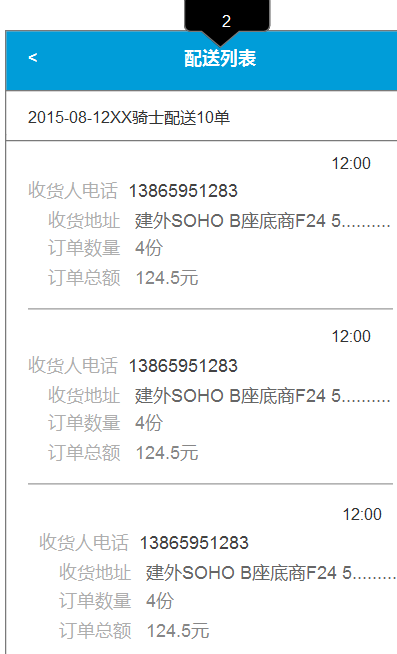 2
< 配送列表
2015-08-12XX骑士配送10单
12:00
收货人电话 13865951283
收货地址 建外SOHO B座底商F24 5..........
订单数量 4份
订单总额 124.5元
12:00
收货人电话 13865951283
收货地址 建外SOHO B座底商F24 5..........
订单数量 4份
订单总额 124.5元
12:00
收货人电话 13865951283
收货地址 建外SOHO B座底商F24 5.........
订单数量 4份
订单总额 124.5元